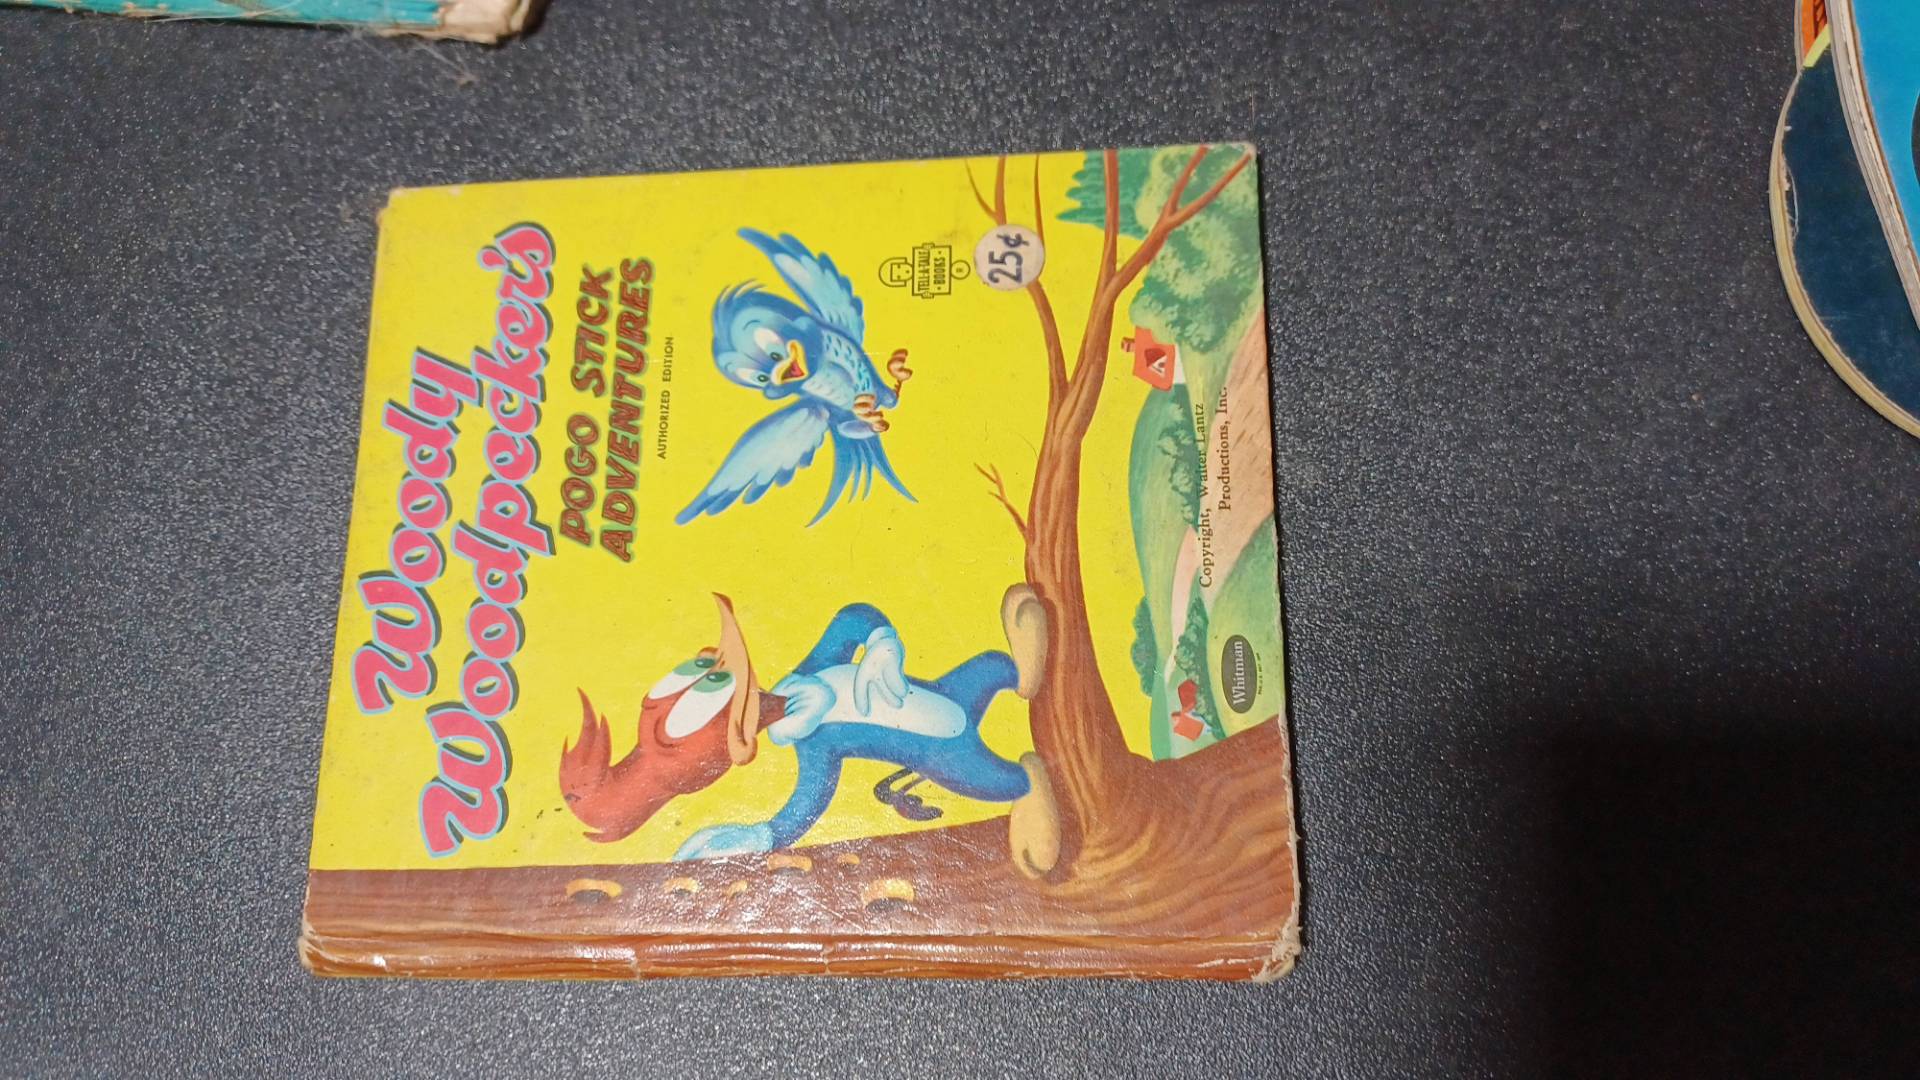 Woody
Woodpecker's
POGO STICK
ADVENTURES
AUTHORIZED EDITION
TELL-A-TALE
• BOOKS •
25¢
Copyright, Walter Lantz
Productions, Inc.
Whitman